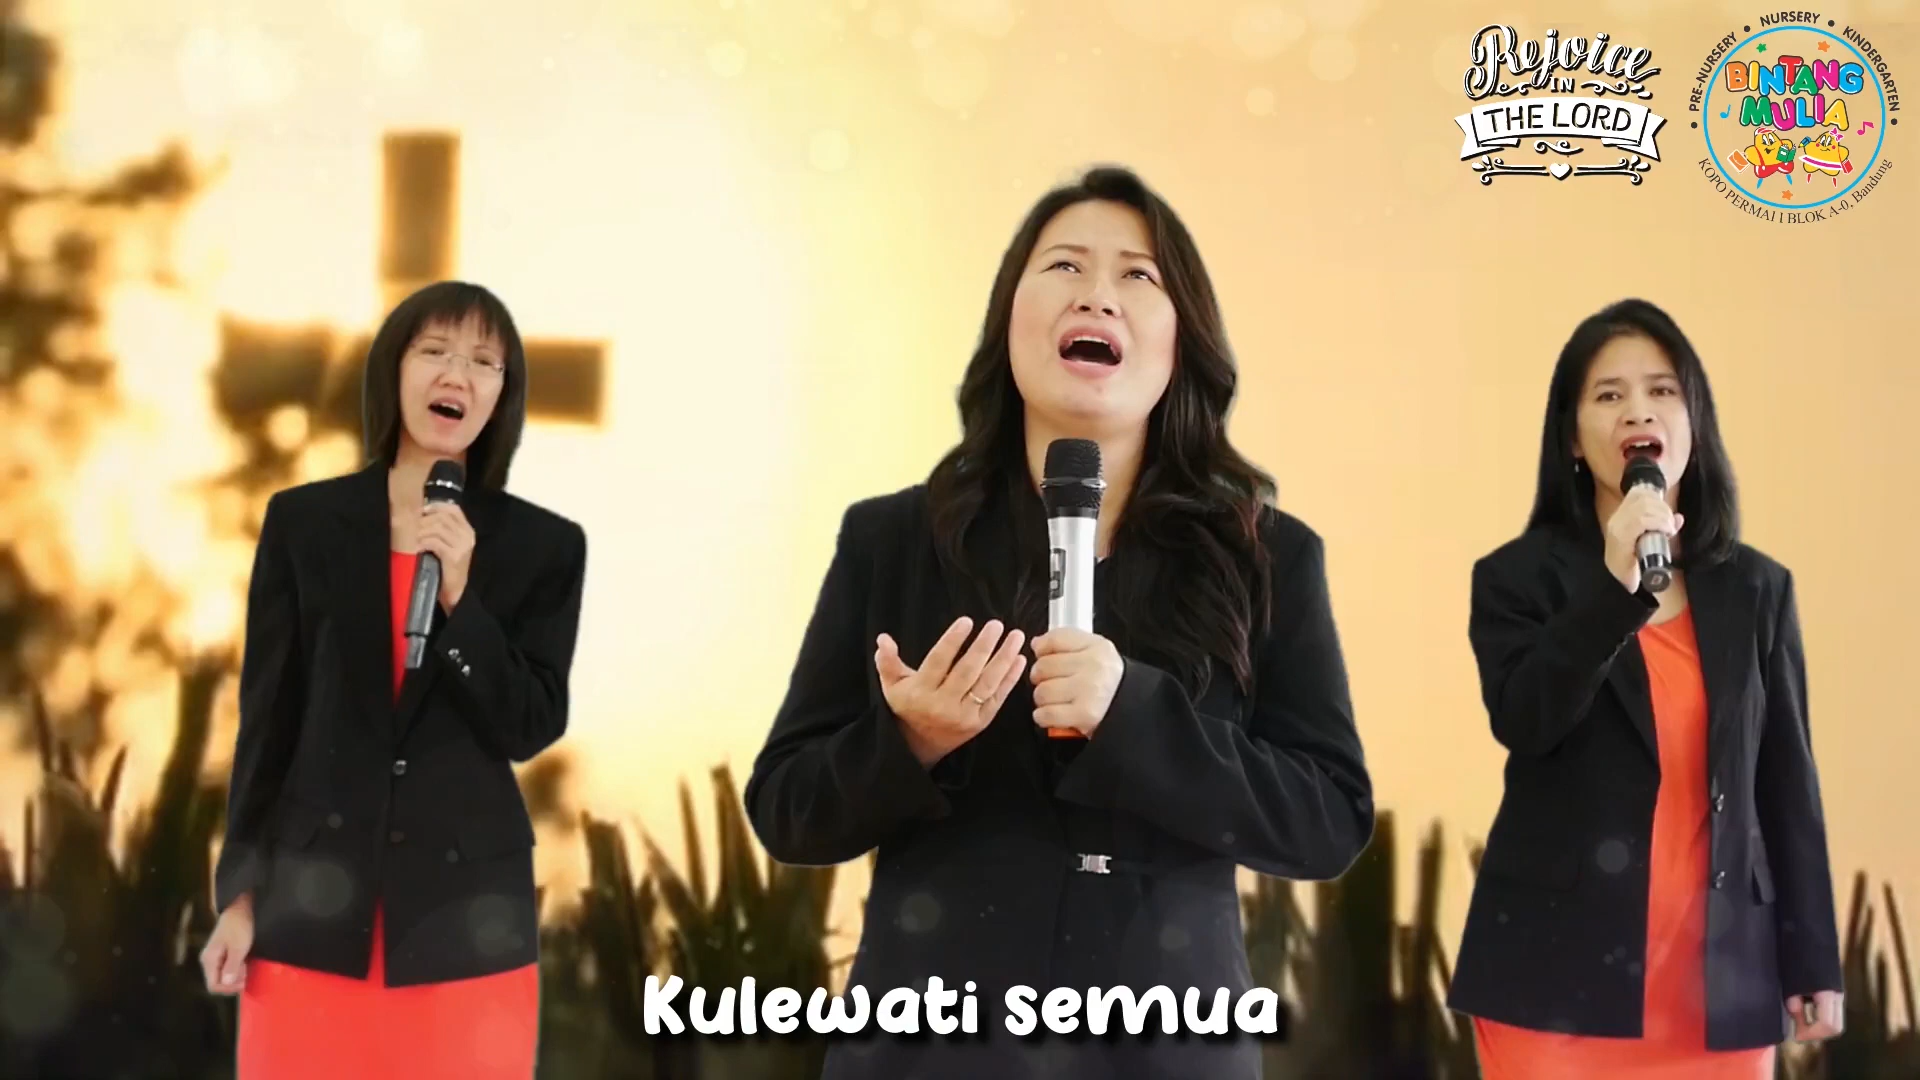 Rejoice
IN
THE LORD
• PRE-NURSERY • NURSERY • KINDERGARTEN •
BINTANG
MULIA
KOPO PERMAI I BLOK A-0, Bandung
Kulewati semua